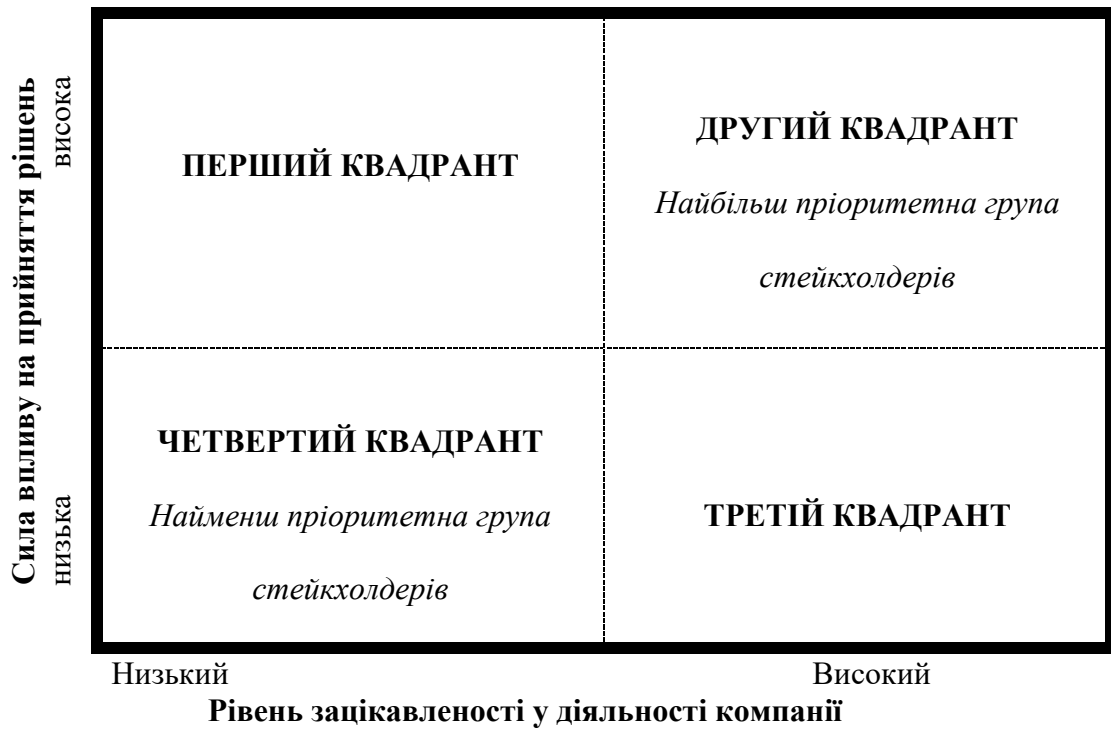 Сила впливу на прийняття рішень
висока
низька
ПЕРШИЙ КВАДРАНТ
ДРУГИЙ КВАДРАНТ
Найбільш пріоритетна група
стейкхолдерів
ЧЕТВЕРТИЙ КВАДРАНТ
Найменш пріоритетна група
стейкхолдерів
ТРЕТІЙ КВАДРАНТ
Низький
Високий
Рівень зацікавленості у діяльності компанії